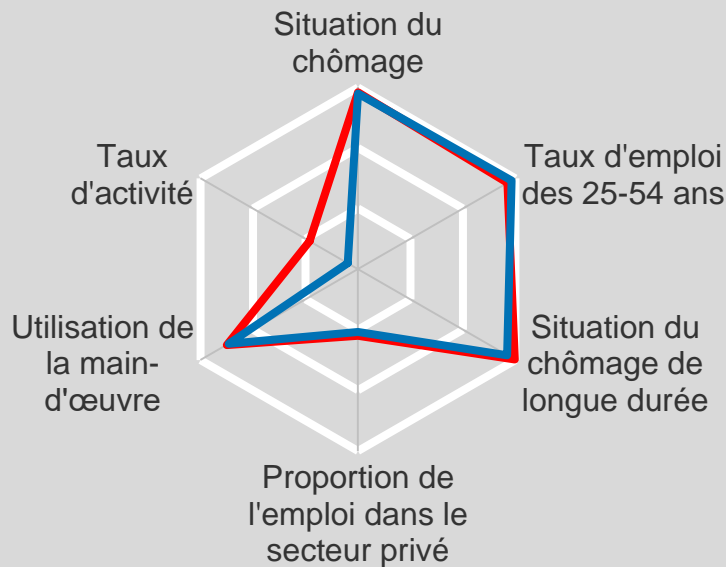 Situation du
chômage
Taux d'emploi
des 25-54 ans
Situation du
chômage de
longue durée
Proportion de
l'emploi dans le
secteur privé
Utilisation de
la main-
d'œuvre
Taux
d'activité